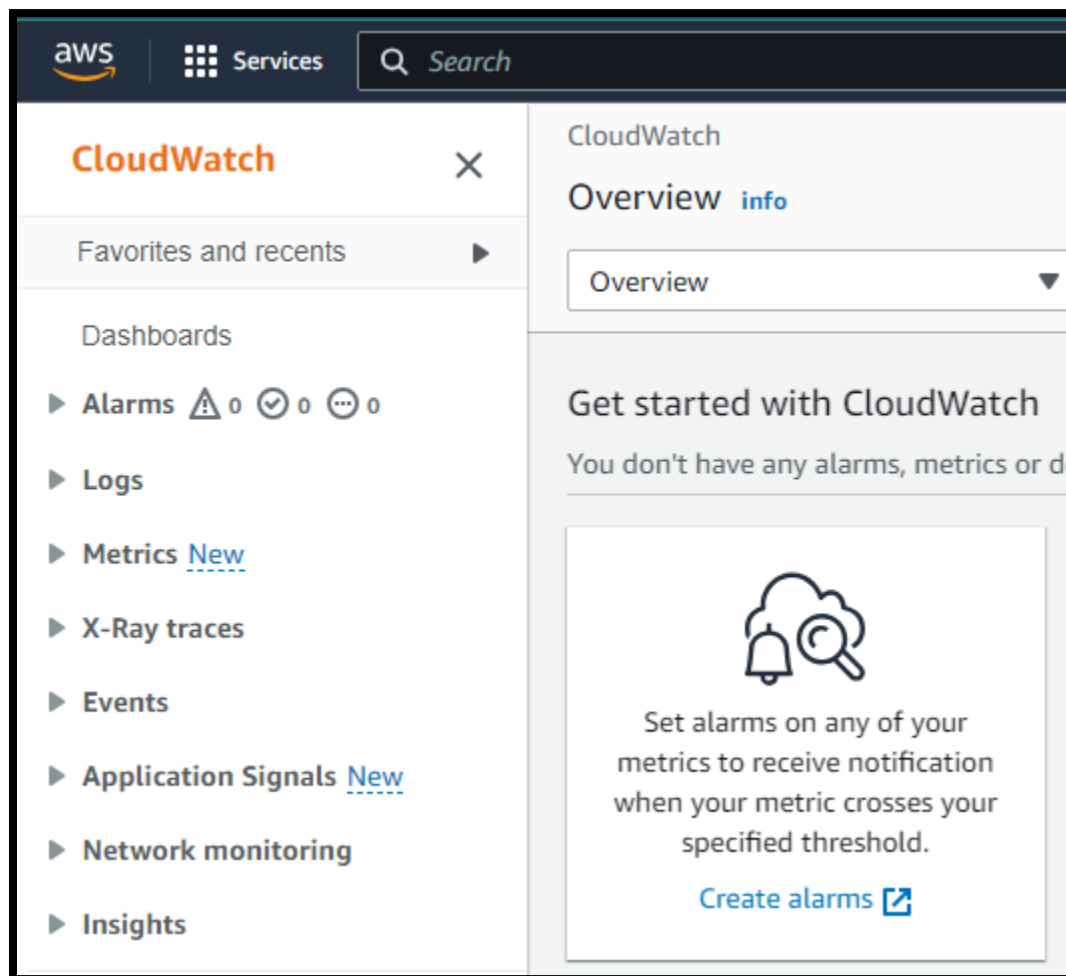 aws Services Search
CloudWatch
Favorites and recents
Dashboards
Alarms 0 0 0
Logs
Metrics New
X-Ray traces
Events
Application Signals New
Network monitoring
Insights
CloudWatch
Overview info
Overview
Get started with CloudWatch
You don't have any alarms, metrics or
Set alarms on any of your
metrics to receive notification
when your metric crosses your
specified threshold.
Create alarms